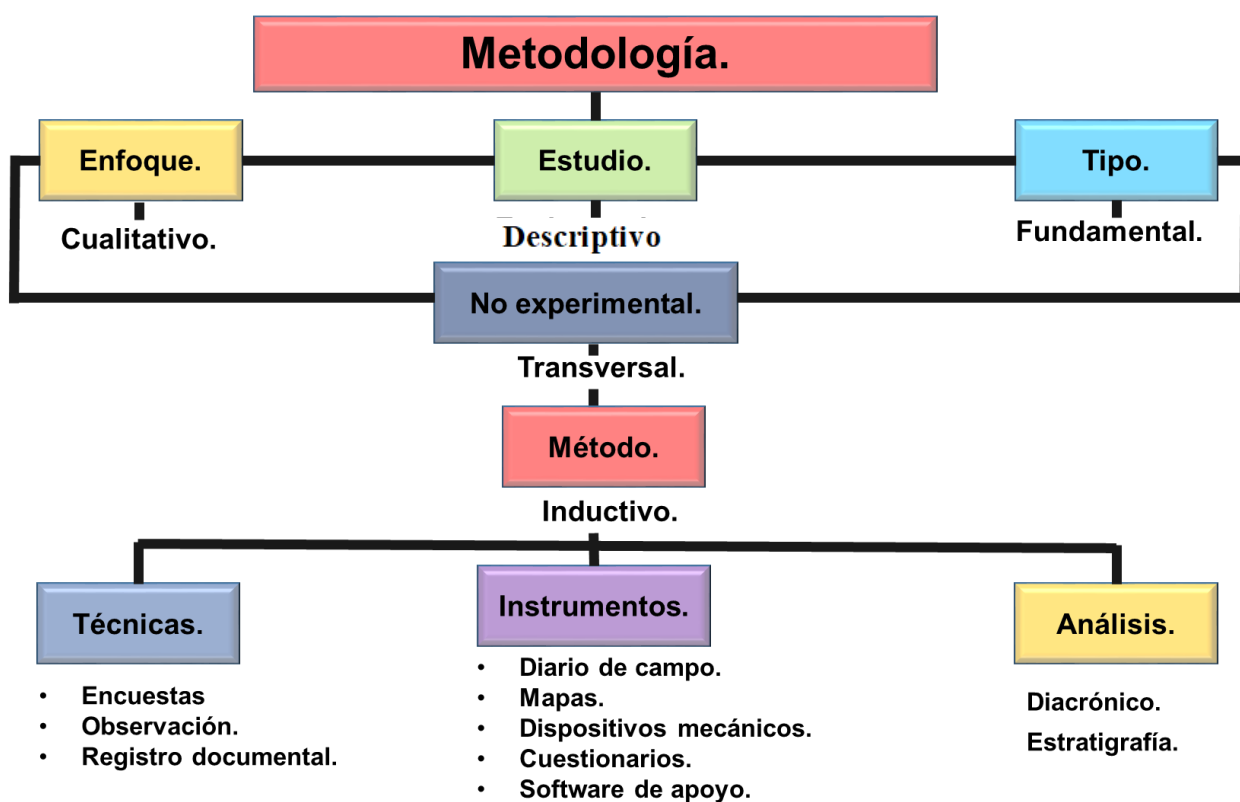 Metodología.
Enfoque.
Estudio.
Tipo.
Cualitativo.
Descriptivo
Fundamental.
No experimental.
Transversal.
Método.
Inductivo.
Técnicas.
Instrumentos.
Análisis.
• Encuestas
• Observación.
• Registro documental.
• Diario de campo.
• Mapas.
• Dispositivos mecánicos.
• Cuestionarios.
• Software de apoyo.
Diacrónico.
Estratigrafía.